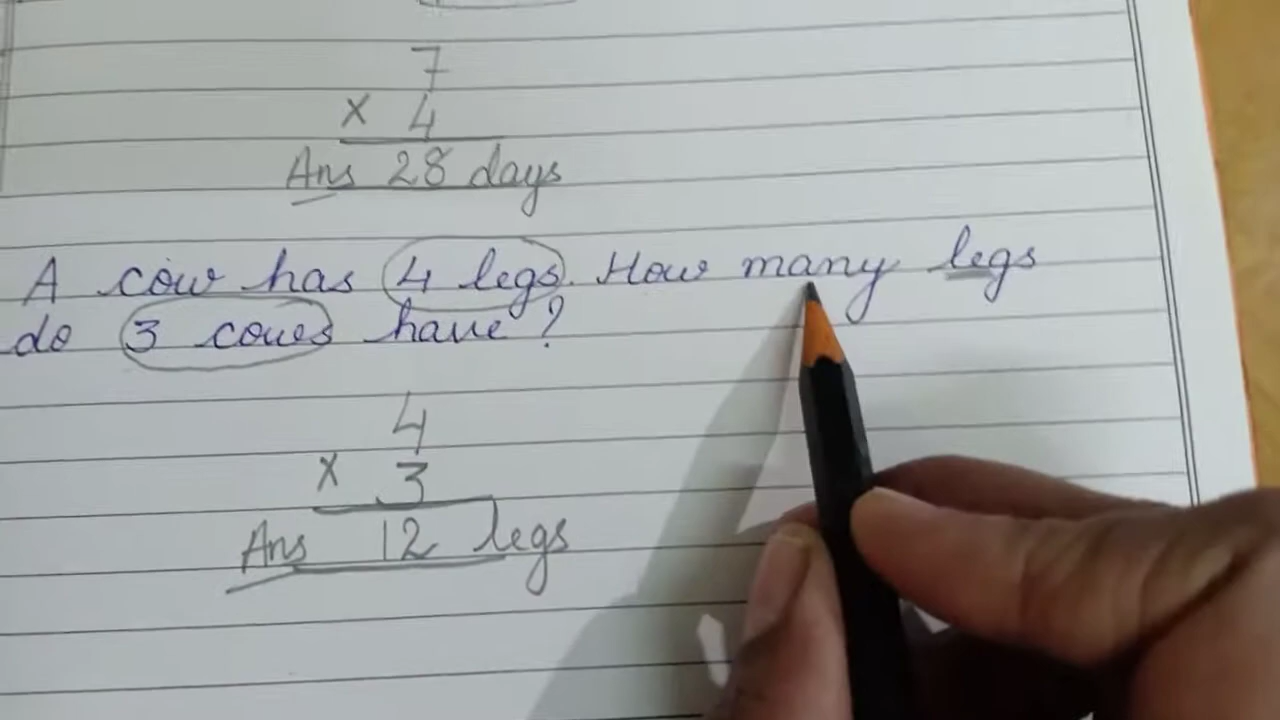 7
× 4
Ans 28 days
A cow has 4 legs. How many legs
do 3 cows have?
4
× 3
Ans 12 legs